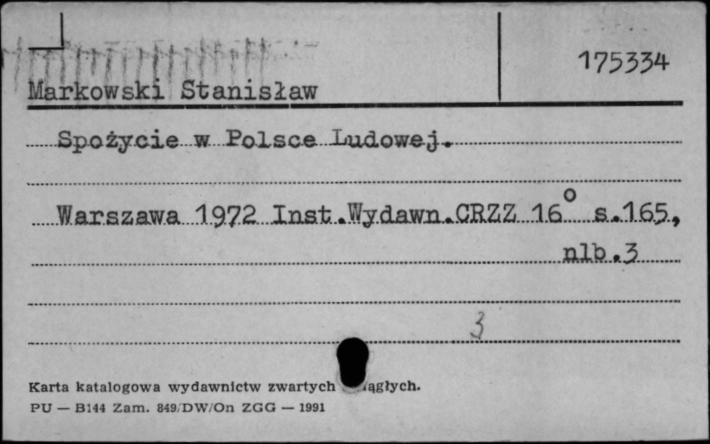 175334
Markowski Stanisław
Spożycie w Polsce Ludowej.
Warszawa 1972 Inst.Wydawn.CRZZ 16° s.165,
nlb.3
3
Karta katalogowa wydawnictw zwartych
PU — B144 Zam. 849/DW/On ZGG — 1991